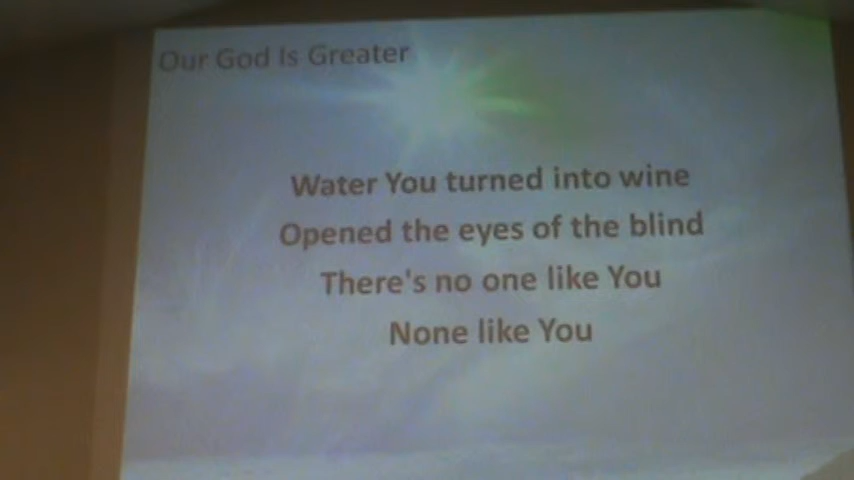 Our God Is Greater
Water You turned into wine
Opened the eyes of the blind
There's no one like You
None like You